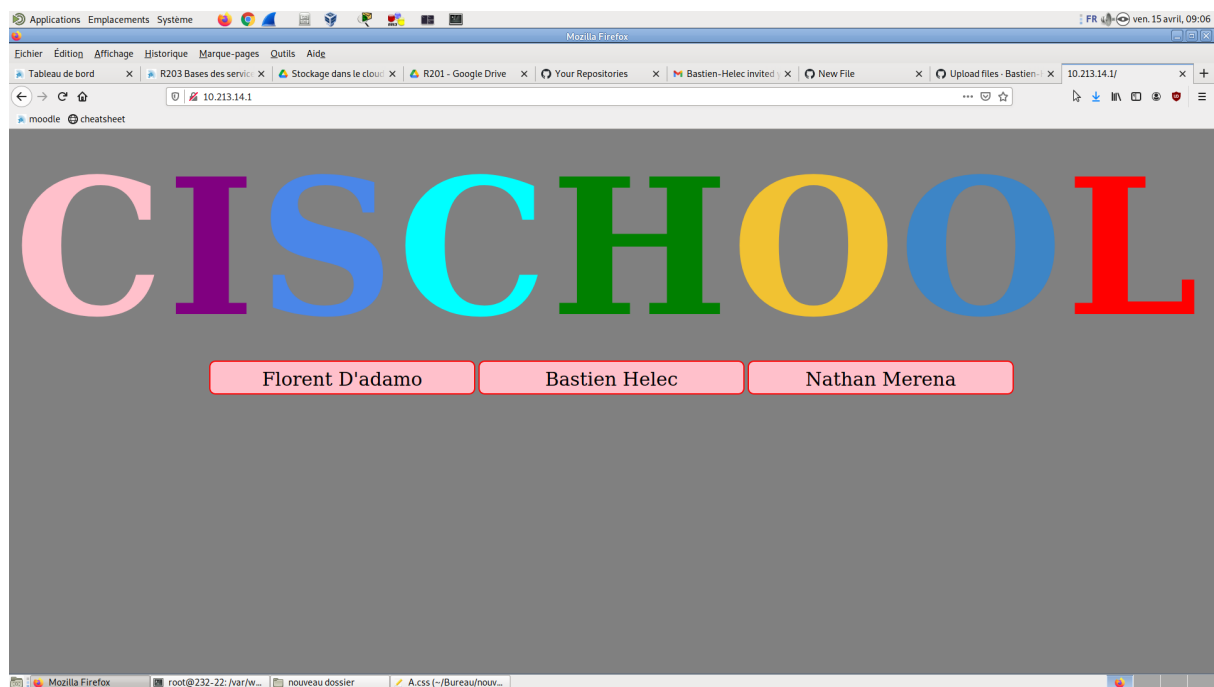 Applications Emplacements Système FR ven. 15 avril, 09:06
Mozilla Firefox
Fichier Édition Affichage Historique Marque-pages Outils Aide
Tableau de bord R203 Bases des service Stockage dans le cloud R201 - Google Drive Your Repositories Bastien-Helec invited y New File Upload files · Bastien- 10.213.14.1/
10.213.14.1
moodle cheatsheet
CISCHOOL
Florent D'adamo Bastien Helec Nathan Merena
Mozilla Firefox root@232-22: /var/w... nouveau dossier A.css (~/Bureau/nouv...